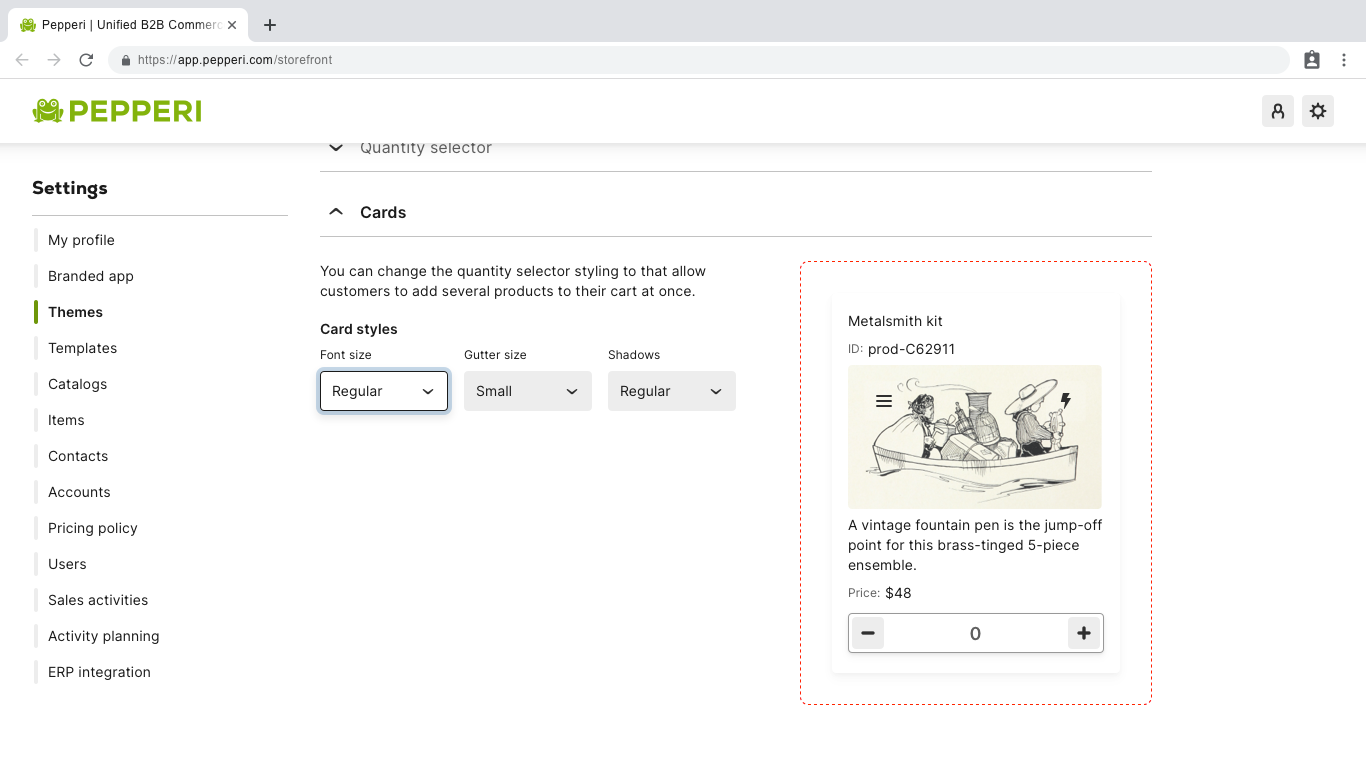 Pepperi | Unified B2B Commerc
https://app.pepperi.com/storefront
PEPPERI
Settings
My profile
Branded app
Themes
Templates
Catalogs
Items
Contacts
Accounts
Pricing policy
Users
Sales activities
Activity planning
ERP integration
Quantity selector
Cards
You can change the quantity selector styling to that allow
customers to add several products to their cart at once.
Card styles
Font size
Gutter size
Shadows
Regular
Small
Regular
Metalsmith kit
ID: prod-C62911
A vintage fountain pen is the jump-off
point for this brass-tinged 5-piece
ensemble.
Price: $48
0